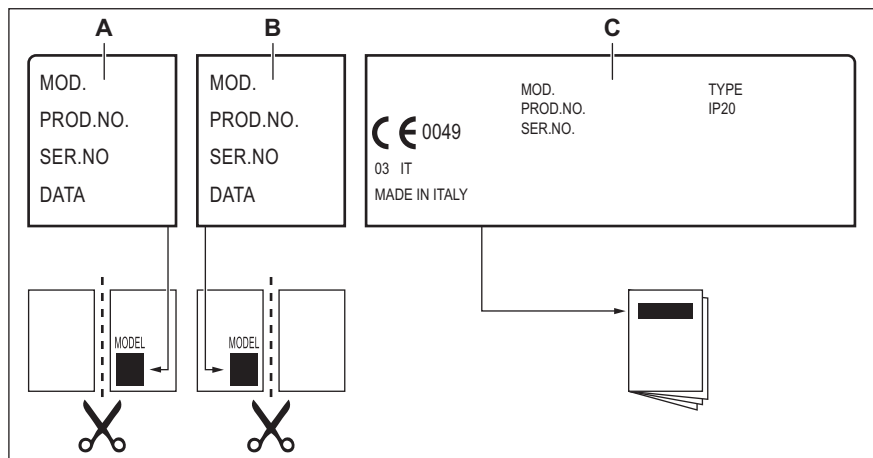 A
B
C
MOD.
PROD.NO.
SER.NO
DATA
MOD.
PROD.NO.
SER.NO
DATA
MOD.
PROD.NO.
SER.NO.
TYPE
IP20
CE 0049
03 IT
MADE IN ITALY
MODEL
MODEL